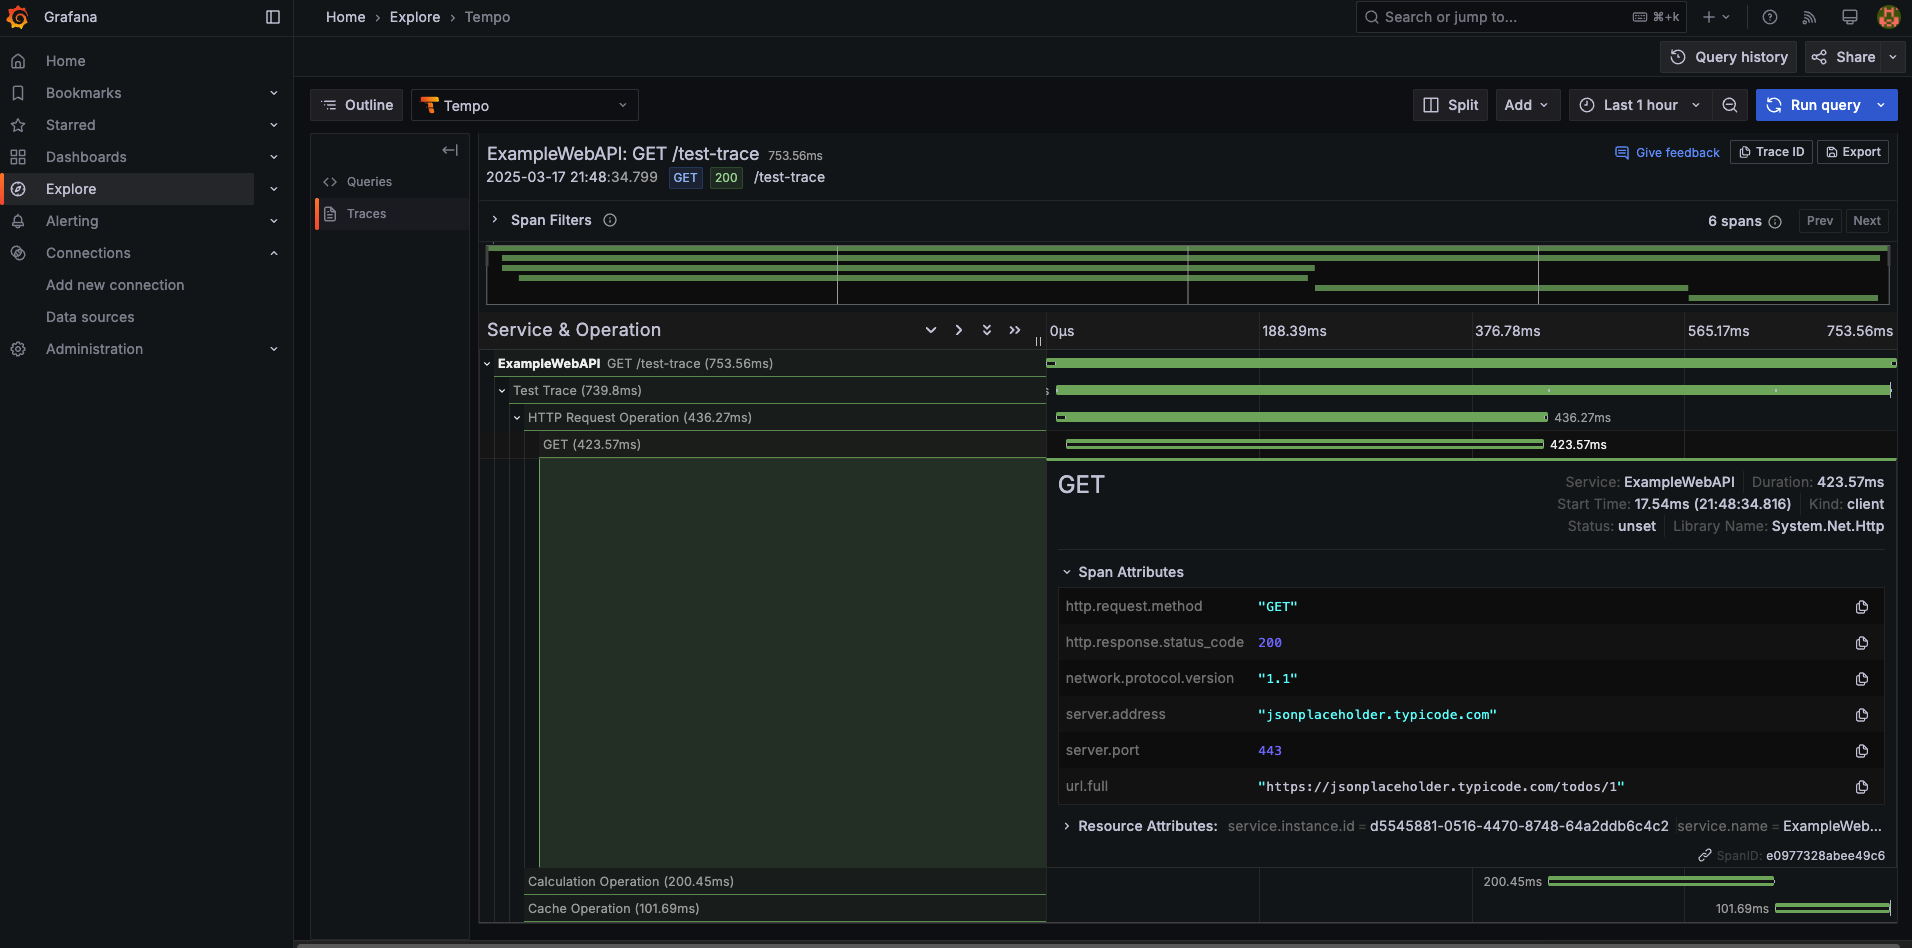 Grafana
Home › Explore › Tempo
Search or jump to...
⌘+k
Query history
Share
Home
Bookmarks
Starred
Dashboards
Explore
Alerting
Connections
Add new connection
Data sources
Administration
Outline
Tempo
Split
Add
Last 1 hour
Run query
Queries
Traces
ExampleWebAPI: GET /test-trace 753.56ms
Give feedback
Trace ID
Export
2025-03-17 21:48:34.799 GET 200 /test-trace
Span Filters
6 spans
Prev
Next
Service & Operation
0µs 188.39ms 376.78ms 565.17ms 753.56ms
ExampleWebAPI GET /test-trace (753.56ms)
Test Trace (739.8ms)
HTTP Request Operation (436.27ms)
436.27ms
GET (423.57ms)
423.57ms
GET
Service: ExampleWebAPI Duration: 423.57ms
Start Time: 17.54ms (21:48:34.816) Kind: client
Status: unset Library Name: System.Net.Http
Span Attributes
http.request.method "GET"
http.response.status_code 200
network.protocol.version "1.1"
server.address "jsonplaceholder.typicode.com"
server.port 443
url.full "https://jsonplaceholder.typicode.com/todos/1"
Resource Attributes: service.instance.id = d5545881-0516-4470-8748-64a2ddb6c4c2 service.name = ExampleWeb...
SpanID: e0977328abee49c6
Calculation Operation (200.45ms)
200.45ms
Cache Operation (101.69ms)
101.69ms